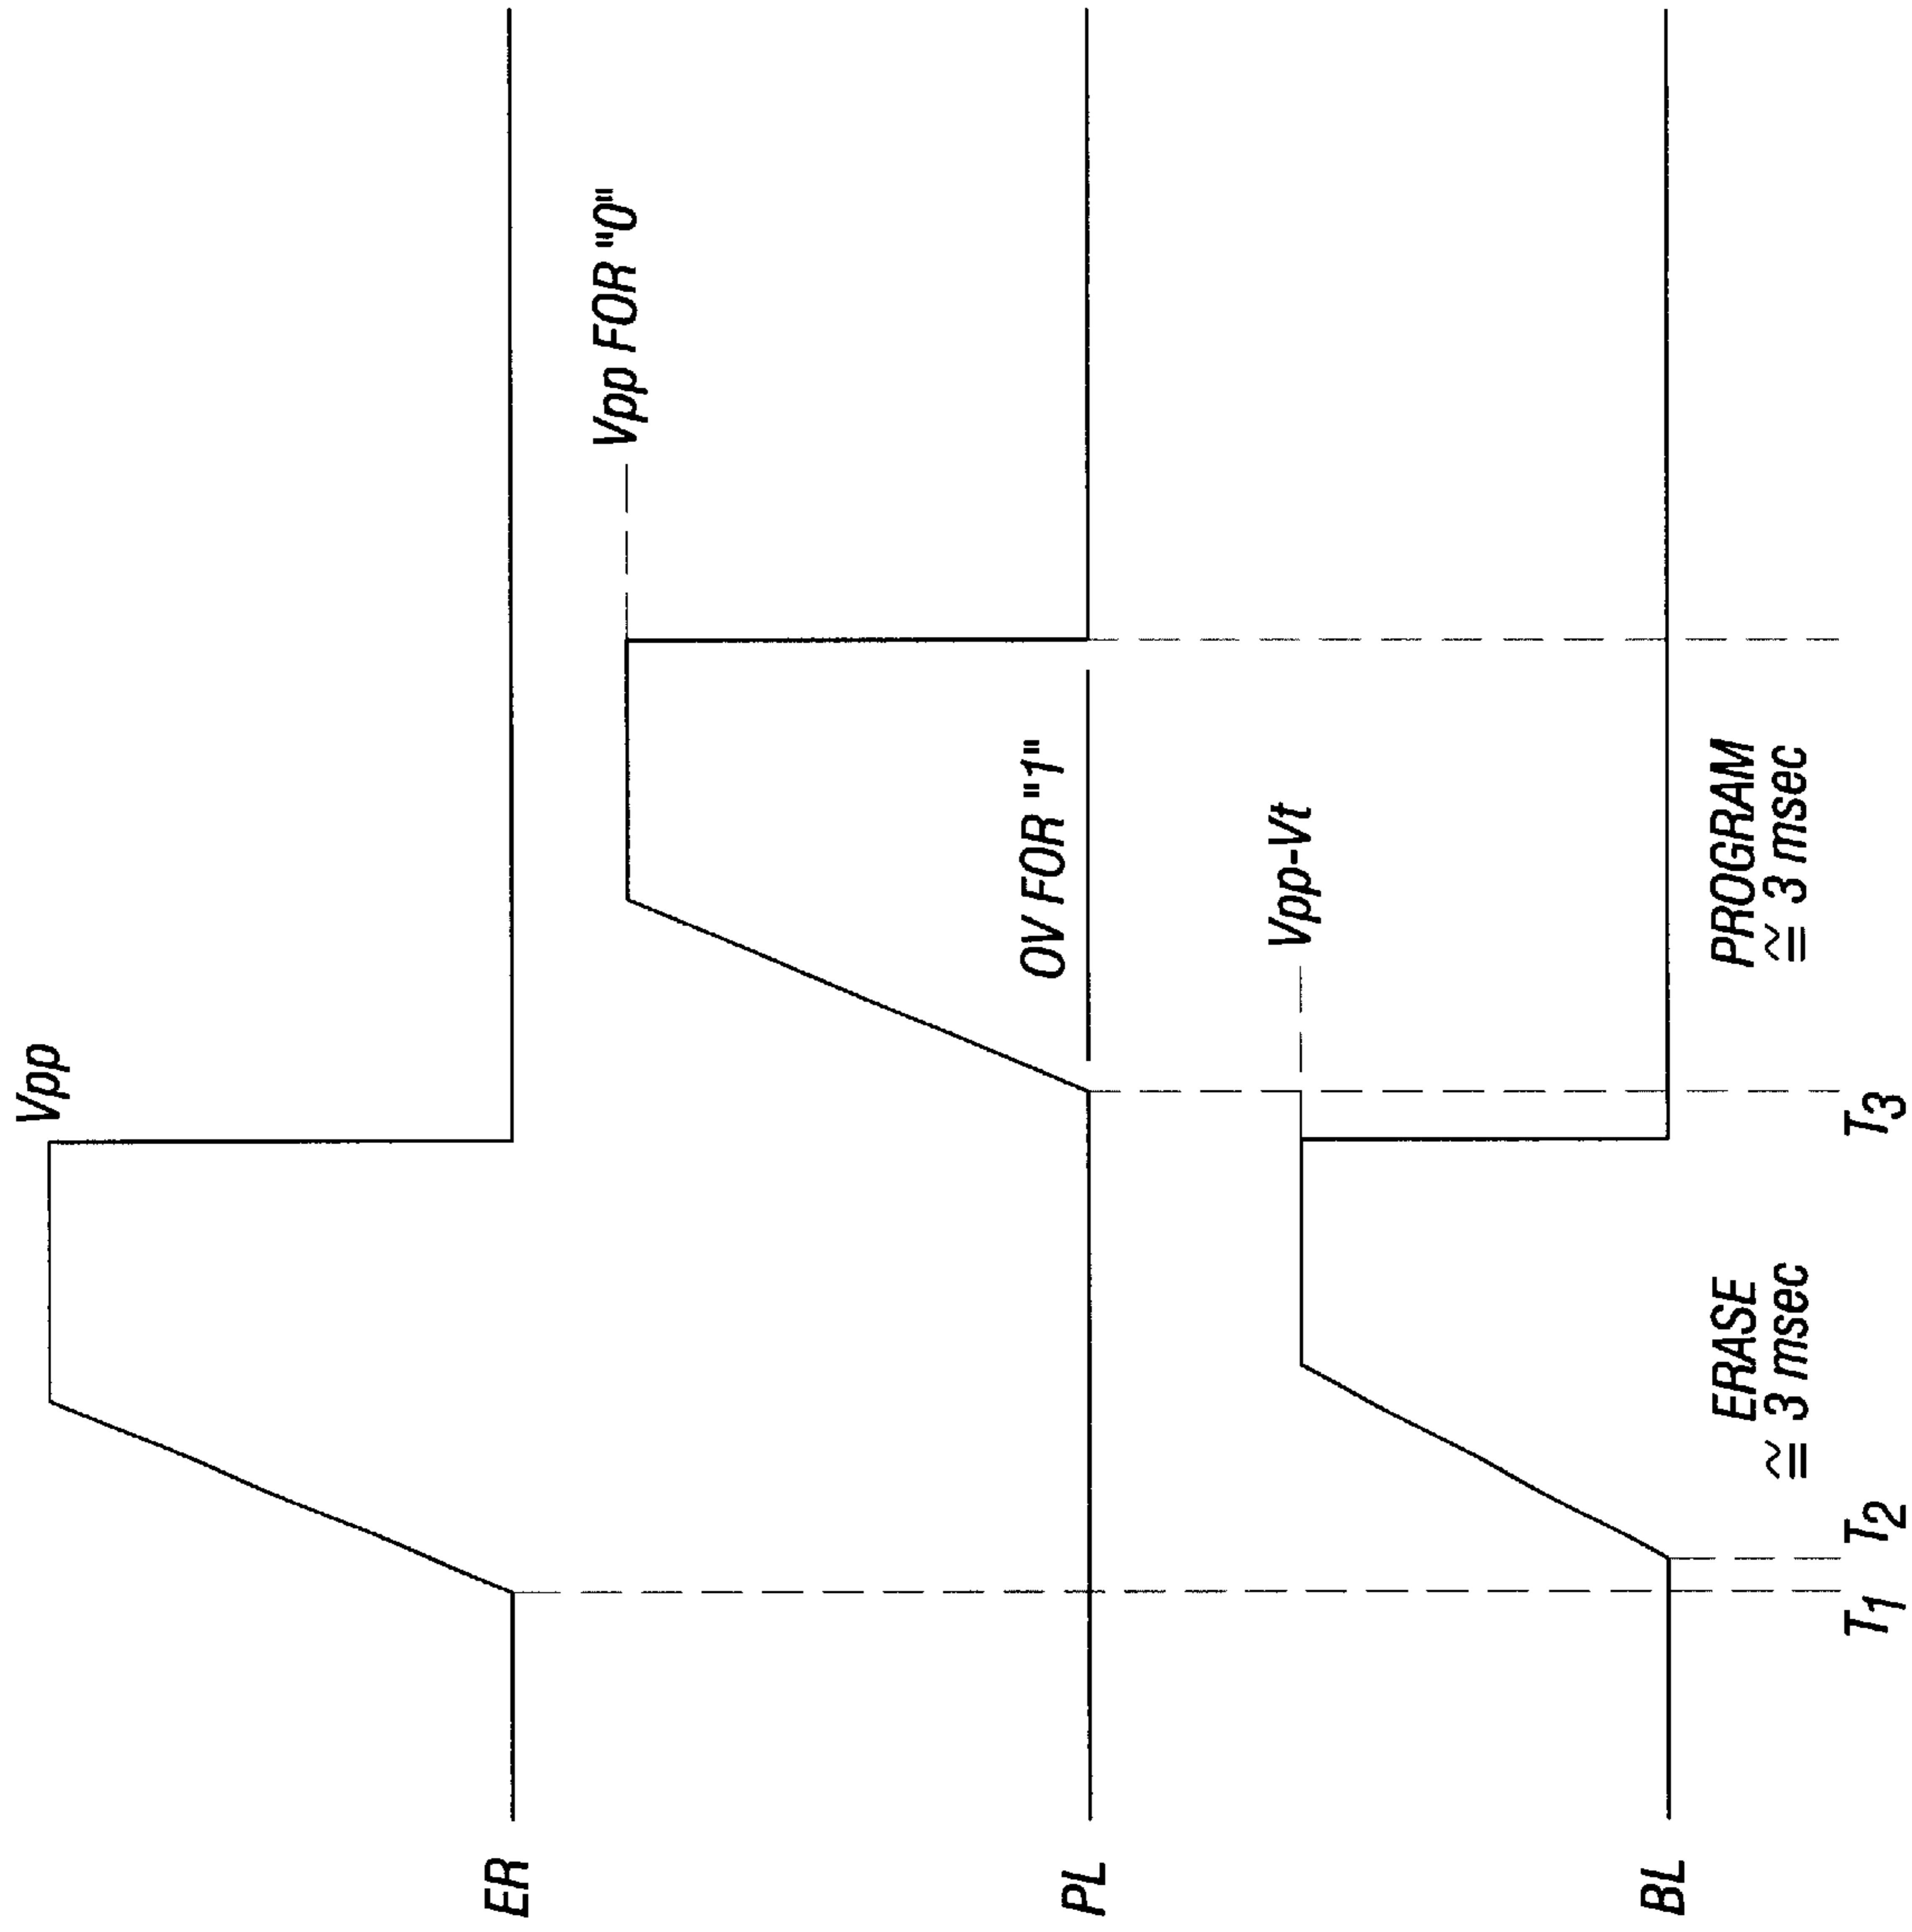 ER
Vpp
PL
Vpp FOR "0"
OV FOR "1"
BL
Vpp-Vt
ERASE
≅ 3 msec
PROGRAM
≅ 3 msec
T1
T2
T3